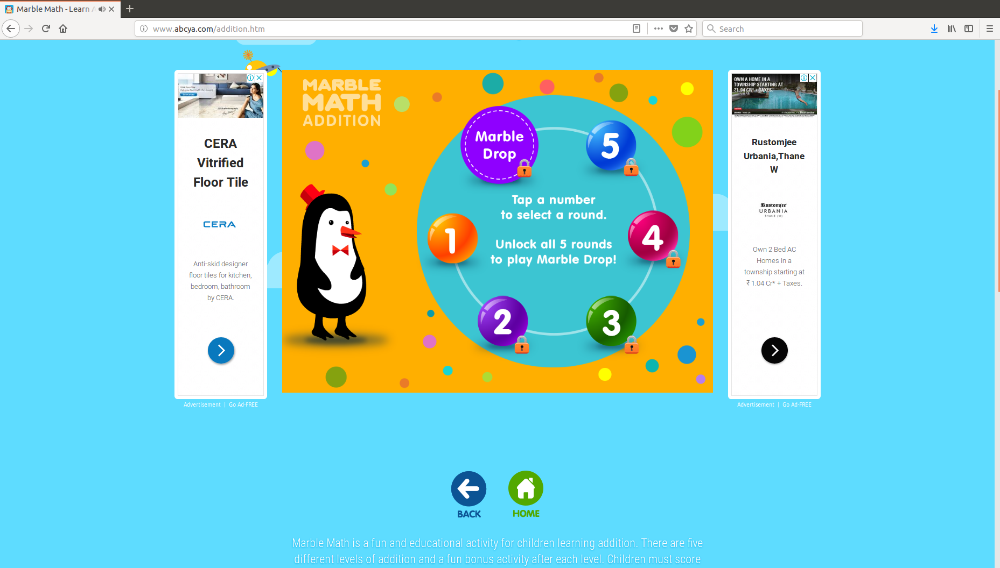 Marble Math - Learn A
www.abcya.com/addition.htm
Search
CERA
Vitrified
Floor Tile
CERA
Anti-skid designer
floor tiles for kitchen,
bedroom, bathroom
by CERA.
Advertisement | Go Ad-FREE
MARBLE
MATH
ADDITION
Marble
Drop
5
Tap a number
to select a round.
1
4
Unlock all 5 rounds
to play Marble Drop!
2
3
OWN A HOME IN A
TOWNSHIP STARTING AT
₹1.04 CR* + TAXES.
Rustomjee
Urbania,Thane
W
Rustomjee
URBANIA
THANE (W)
Own 2 Bed AC
Homes in a
township starting at
₹ 1.04 Cr* + Taxes.
Advertisement | Go Ad-FREE
BACK
HOME
Marble Math is a fun and educational activity for children learning addition. There are five
different levels of addition and a fun bonus activity after each level. Children must score